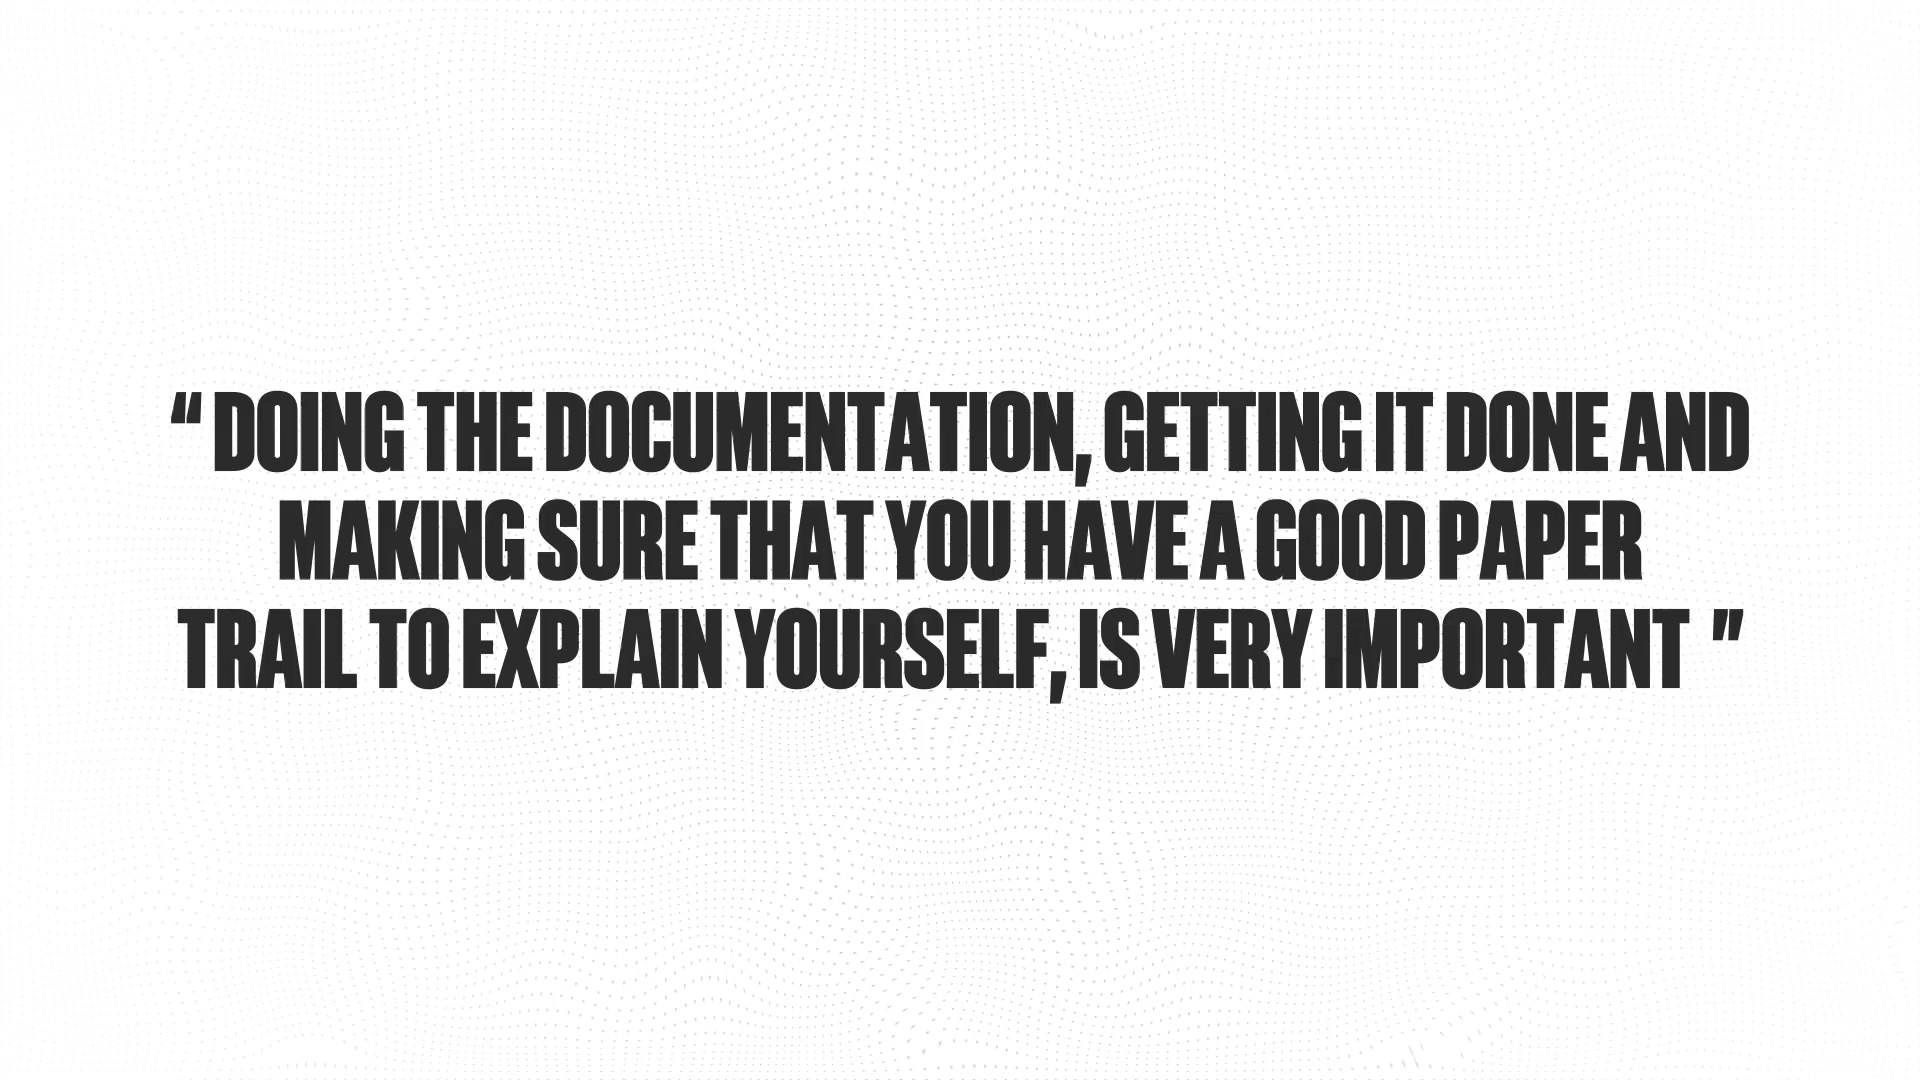 “ DOING THE DOCUMENTATION, GETTING IT DONE AND
MAKING SURE THAT YOU HAVE A GOOD PAPER
TRAIL TO EXPLAIN YOURSELF, IS VERY IMPORTANT ”